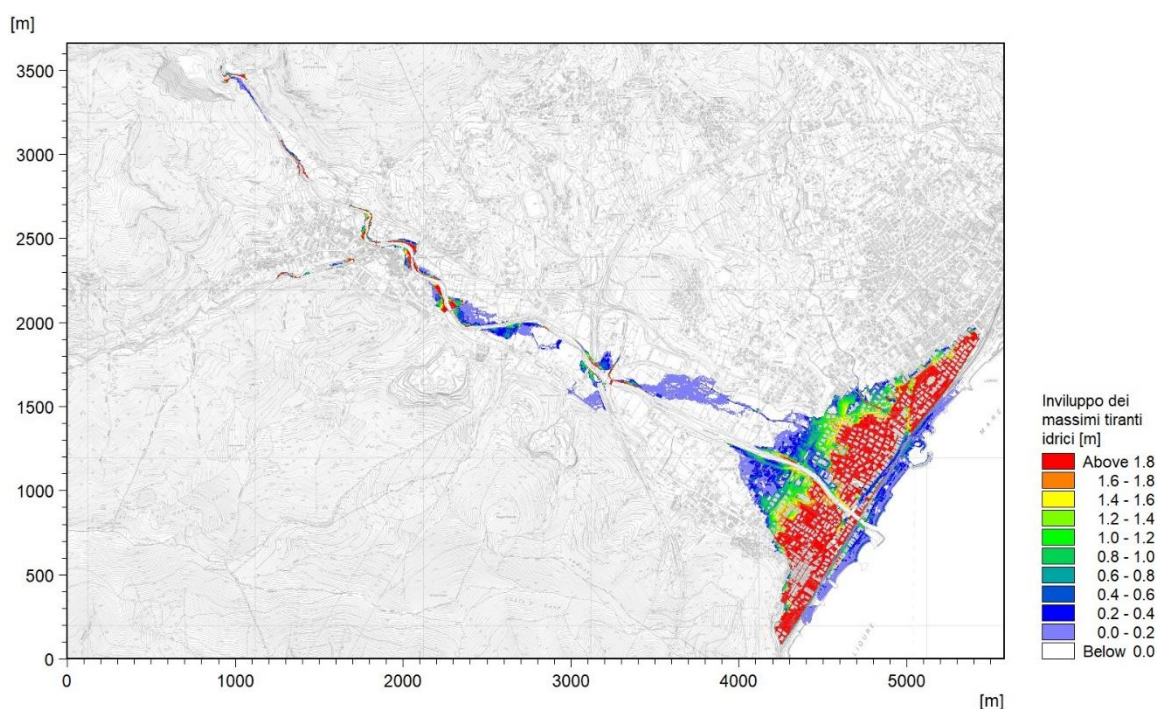 [m]
3500
3000
2500
2000
1500
1000
500
0
0
1000
2000
3000
4000
5000
[m]
Inviluppo dei
massimi tiranti
idrici [m]
Above 1.8
1.6 - 1.8
1.4 - 1.6
1.2 - 1.4
1.0 - 1.2
0.8 - 1.0
0.6 - 0.8
0.4 - 0.6
0.2 - 0.4
0.0 - 0.2
Below 0.0
MARE
LIGURE